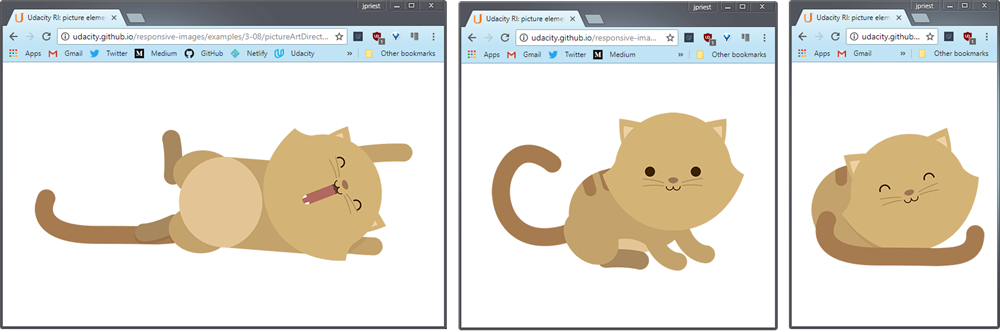 jpriest
Udacity RI: picture eleme
udacity.github.io/responsive-images/examples/3-08/pictureArtDirect...
Apps Gmail Twitter Medium GitHub Netlify Udacity » Other bookmarks
jpriest
Udacity RI: picture eleme
udacity.github.io/responsive-ima...
Apps Gmail Twitter Medium » Other bookmarks
jpriest
Udacity RI: picture eleme
udacity.github....
Apps Gmail » Other bookmarks